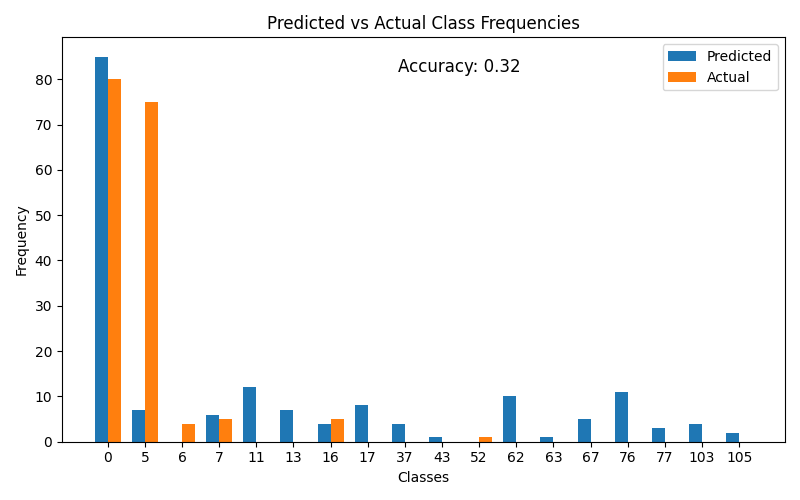 Predicted vs Actual Class Frequencies
Accuracy: 0.32
Predicted
Actual
Frequency
80
70
60
50
40
30
20
10
0
0 5 6 7 11 13 16 17 37 43 52 62 63 67 76 77 103 105
Classes